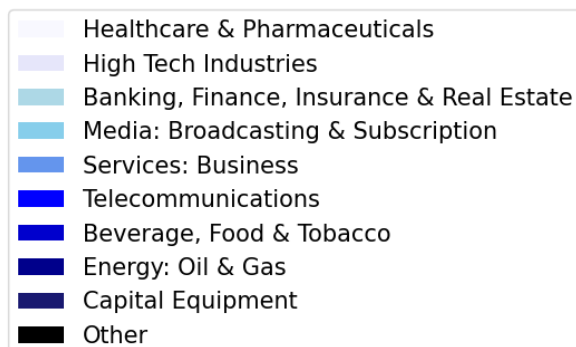 Healthcare & Pharmaceuticals
High Tech Industries
Banking, Finance, Insurance & Real Estate
Media: Broadcasting & Subscription
Services: Business
Telecommunications
Beverage, Food & Tobacco
Energy: Oil & Gas
Capital Equipment
Other